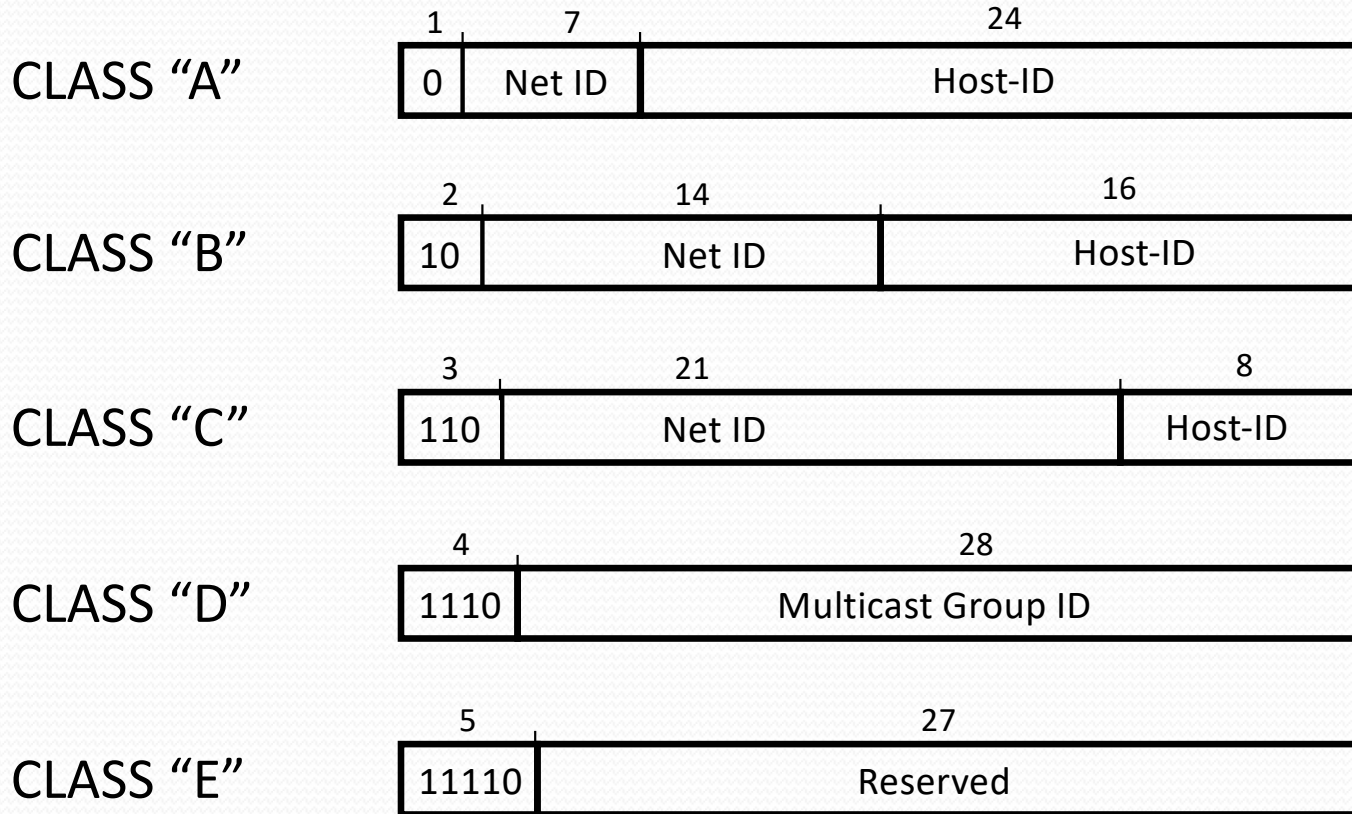 1 7 24
CLASS “A” 0 Net ID Host-ID
2 14 16
CLASS “B” 10 Net ID Host-ID
3 21 8
CLASS “C” 110 Net ID Host-ID
4 28
CLASS “D” 1110 Multicast Group ID
5 27
CLASS “E” 11110 Reserved